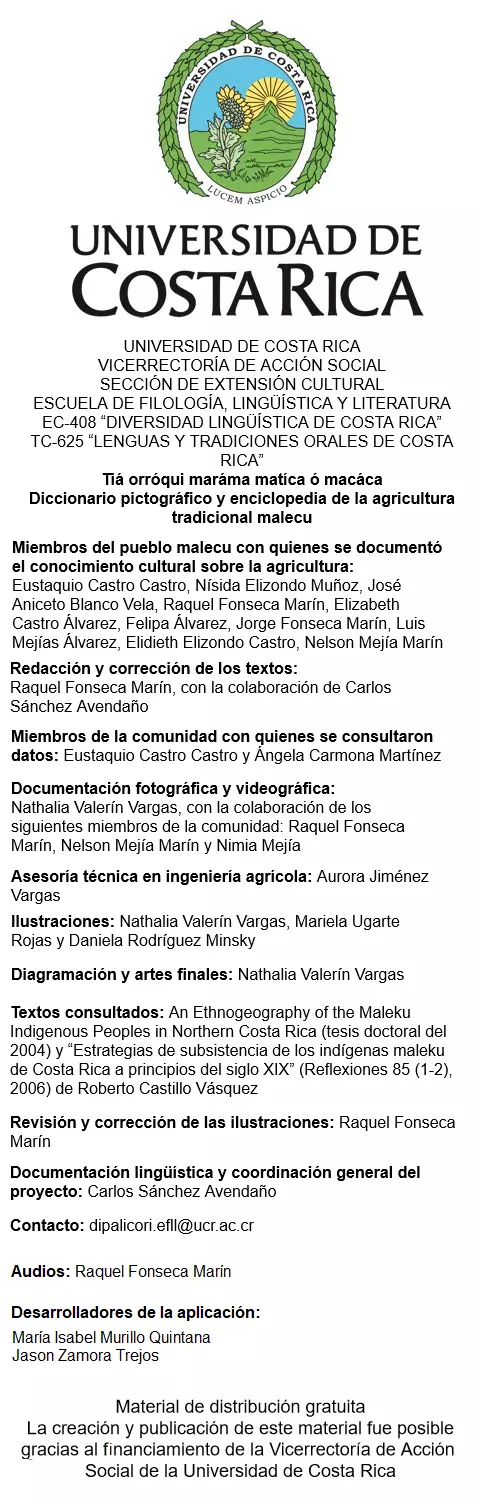 UNIVERSIDAD DE COSTA RICA
LUCEM ASPICIO
UNIVERSIDAD DE
COSTA RICA
UNIVERSIDAD DE COSTA RICA
VICERRECTORÍA DE ACCIÓN SOCIAL
SECCIÓN DE EXTENSIÓN CULTURAL
ESCUELA DE FILOLOGÍA, LINGÜÍSTICA Y LITERATURA
EC-408 “DIVERSIDAD LINGÜÍSTICA DE COSTA RICA”
TC-625 “LENGUAS Y TRADICIONES ORALES DE COSTA
RICA”
Tiá orróqui maráma matíca ó macáca
Diccionario pictográfico y enciclopedia de la agricultura
tradicional malecu
Miembros del pueblo malecu con quienes se documentó
el conocimiento cultural sobre la agricultura:
Eustaquio Castro Castro, Nísida Elizondo Muñoz, José
Aniceto Blanco Vela, Raquel Fonseca Marín, Elizabeth
Castro Álvarez, Felipa Álvarez, Jorge Fonseca Marín, Luis
Mejías Álvarez, Elidieth Elizondo Castro, Nelson Mejía Marín
Redacción y corrección de los textos:
Raquel Fonseca Marín, con la colaboración de Carlos
Sánchez Avendaño
Miembros de la comunidad con quienes se consultaron
datos: Eustaquio Castro Castro y Ángela Carmona Martínez
Documentación fotográfica y videográfica:
Nathalia Valerín Vargas, con la colaboración de los
siguientes miembros de la comunidad: Raquel Fonseca
Marín, Nelson Mejía Marín y Nimia Mejía
Asesoría técnica en ingeniería agrícola: Aurora Jiménez
Vargas
Ilustraciones: Nathalia Valerín Vargas, Mariela Ugarte
Rojas y Daniela Rodríguez Minsky
Diagramación y artes finales: Nathalia Valerín Vargas
Textos consultados: An Ethnogeography of the Maleku
Indigenous Peoples in Northern Costa Rica (tesis doctoral del
2004) y “Estrategias de subsistencia de los indígenas maleku
de Costa Rica a principios del siglo XIX” (Reflexiones 85 (1-2),
2006) de Roberto Castillo Vásquez
Revisión y corrección de las ilustraciones: Raquel Fonseca
Marín
Documentación lingüística y coordinación general del
proyecto: Carlos Sánchez Avendaño
Contacto: dipalicori.efll@ucr.ac.cr
Audios: Raquel Fonseca Marín
Desarrolladores de la aplicación:
María Isabel Murillo Quintana
Jason Zamora Trejos
Material de distribución gratuita
La creación y publicación de este material fue posible
gracias al financiamiento de la Vicerrectoría de Acción
Social de la Universidad de Costa Rica